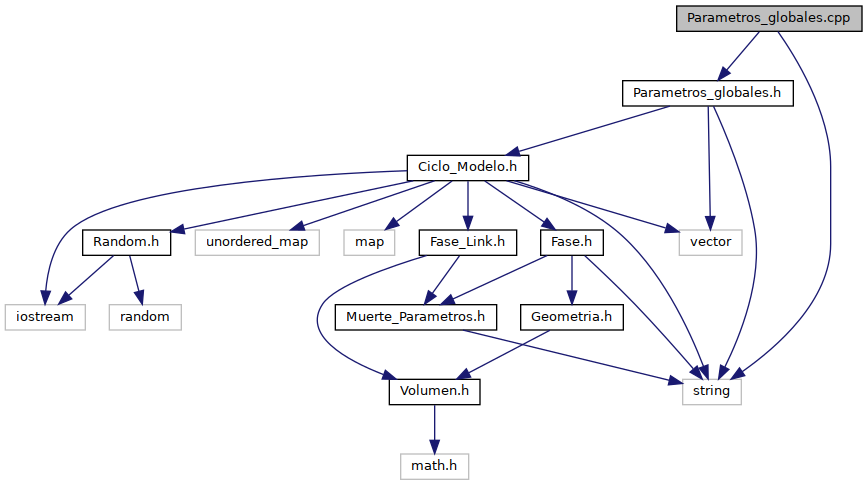 Parametros_globales.cpp
Parametros_globales.h
Ciclo_Modelo.h
Random.h
unordered_map
map
Fase_Link.h
Fase.h
vector
iostream
random
Muerte_Parametros.h
Geometria.h
Volumen.h
string
math.h